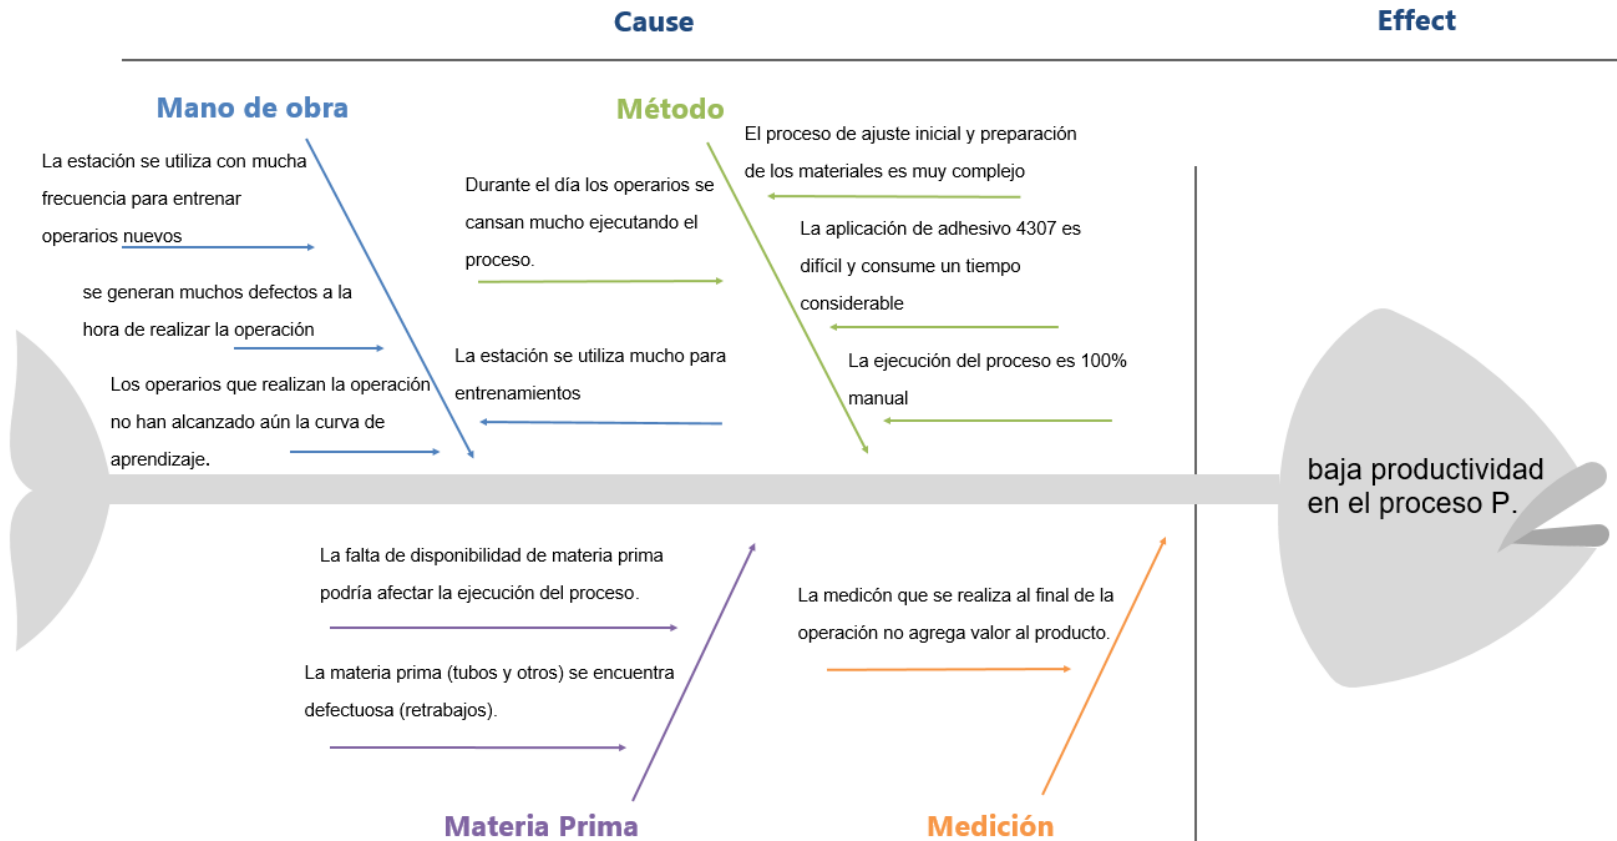 Cause
Effect
Mano de obra
La estación se utiliza con mucha
frecuencia para entrenar
operarios nuevos
se generan muchos defectos a la
hora de realizar la operación
Los operarios que realizan la operación
no han alcanzado aún la curva de
aprendizaje.
La estación se utiliza mucho para
entrenamientos
Método
Durante el día los operarios se
cansan mucho ejecutando el
proceso.
El proceso de ajuste inicial y preparación
de los materiales es muy complejo
La aplicación de adhesivo 4307 es
difícil y consume un tiempo
considerable
La ejecución del proceso es 100%
manual
baja productividad
en el proceso P.
La falta de disponibilidad de materia prima
podría afectar la ejecución del proceso.
La materia prima (tubos y otros) se encuentra
defectuosa (retrabajos).
Materia Prima
La medicón que se realiza al final de la
operación no agrega valor al producto.
Medición